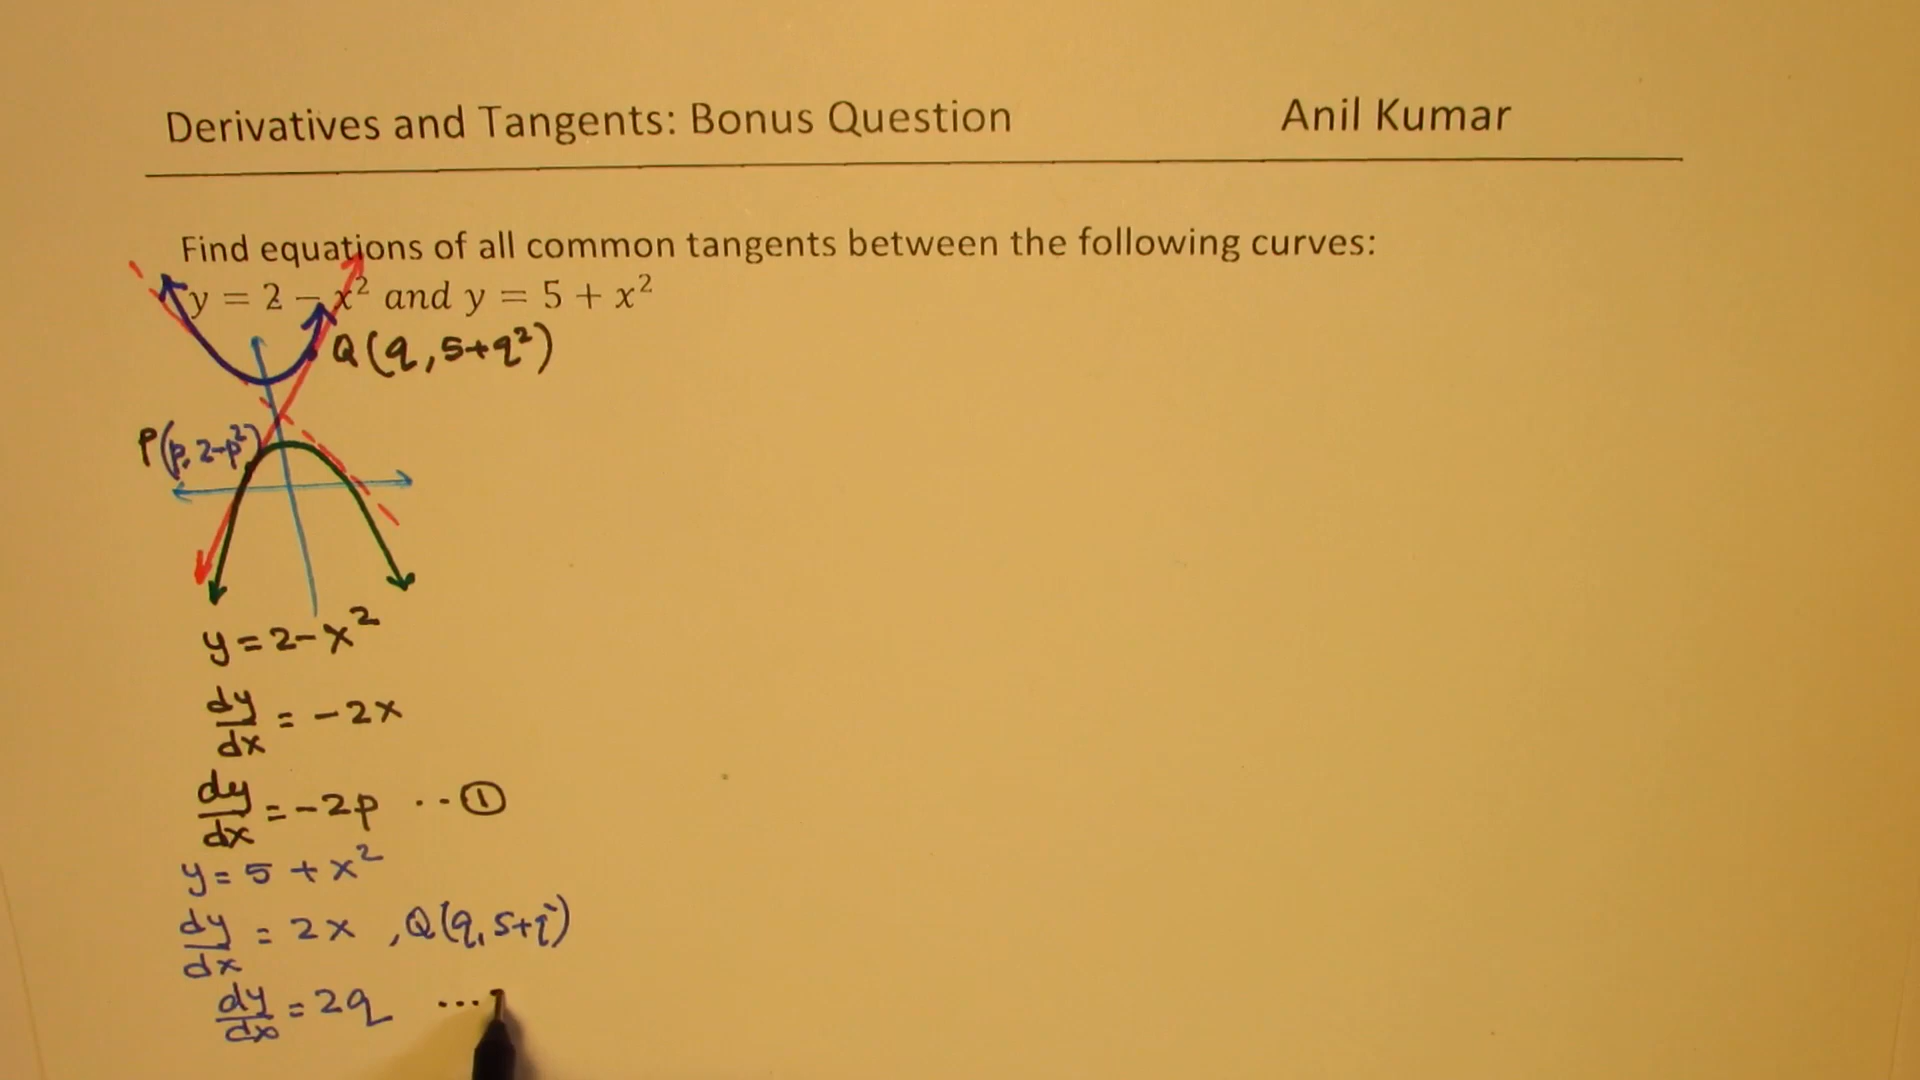 Derivatives and Tangents: Bonus Question Anil Kumar
Find equations of all common tangents between the following curves:
y = 2 − x² and y = 5 + x²
Q(q, 5+q²)
P(p, 2-p²)
y = 2 - x²
dy/dx = -2x
dy/dx = -2p ..①
y = 5 + x²
dy/dx = 2x , Q(q, 5+q²)
dy/dx = 2q ...